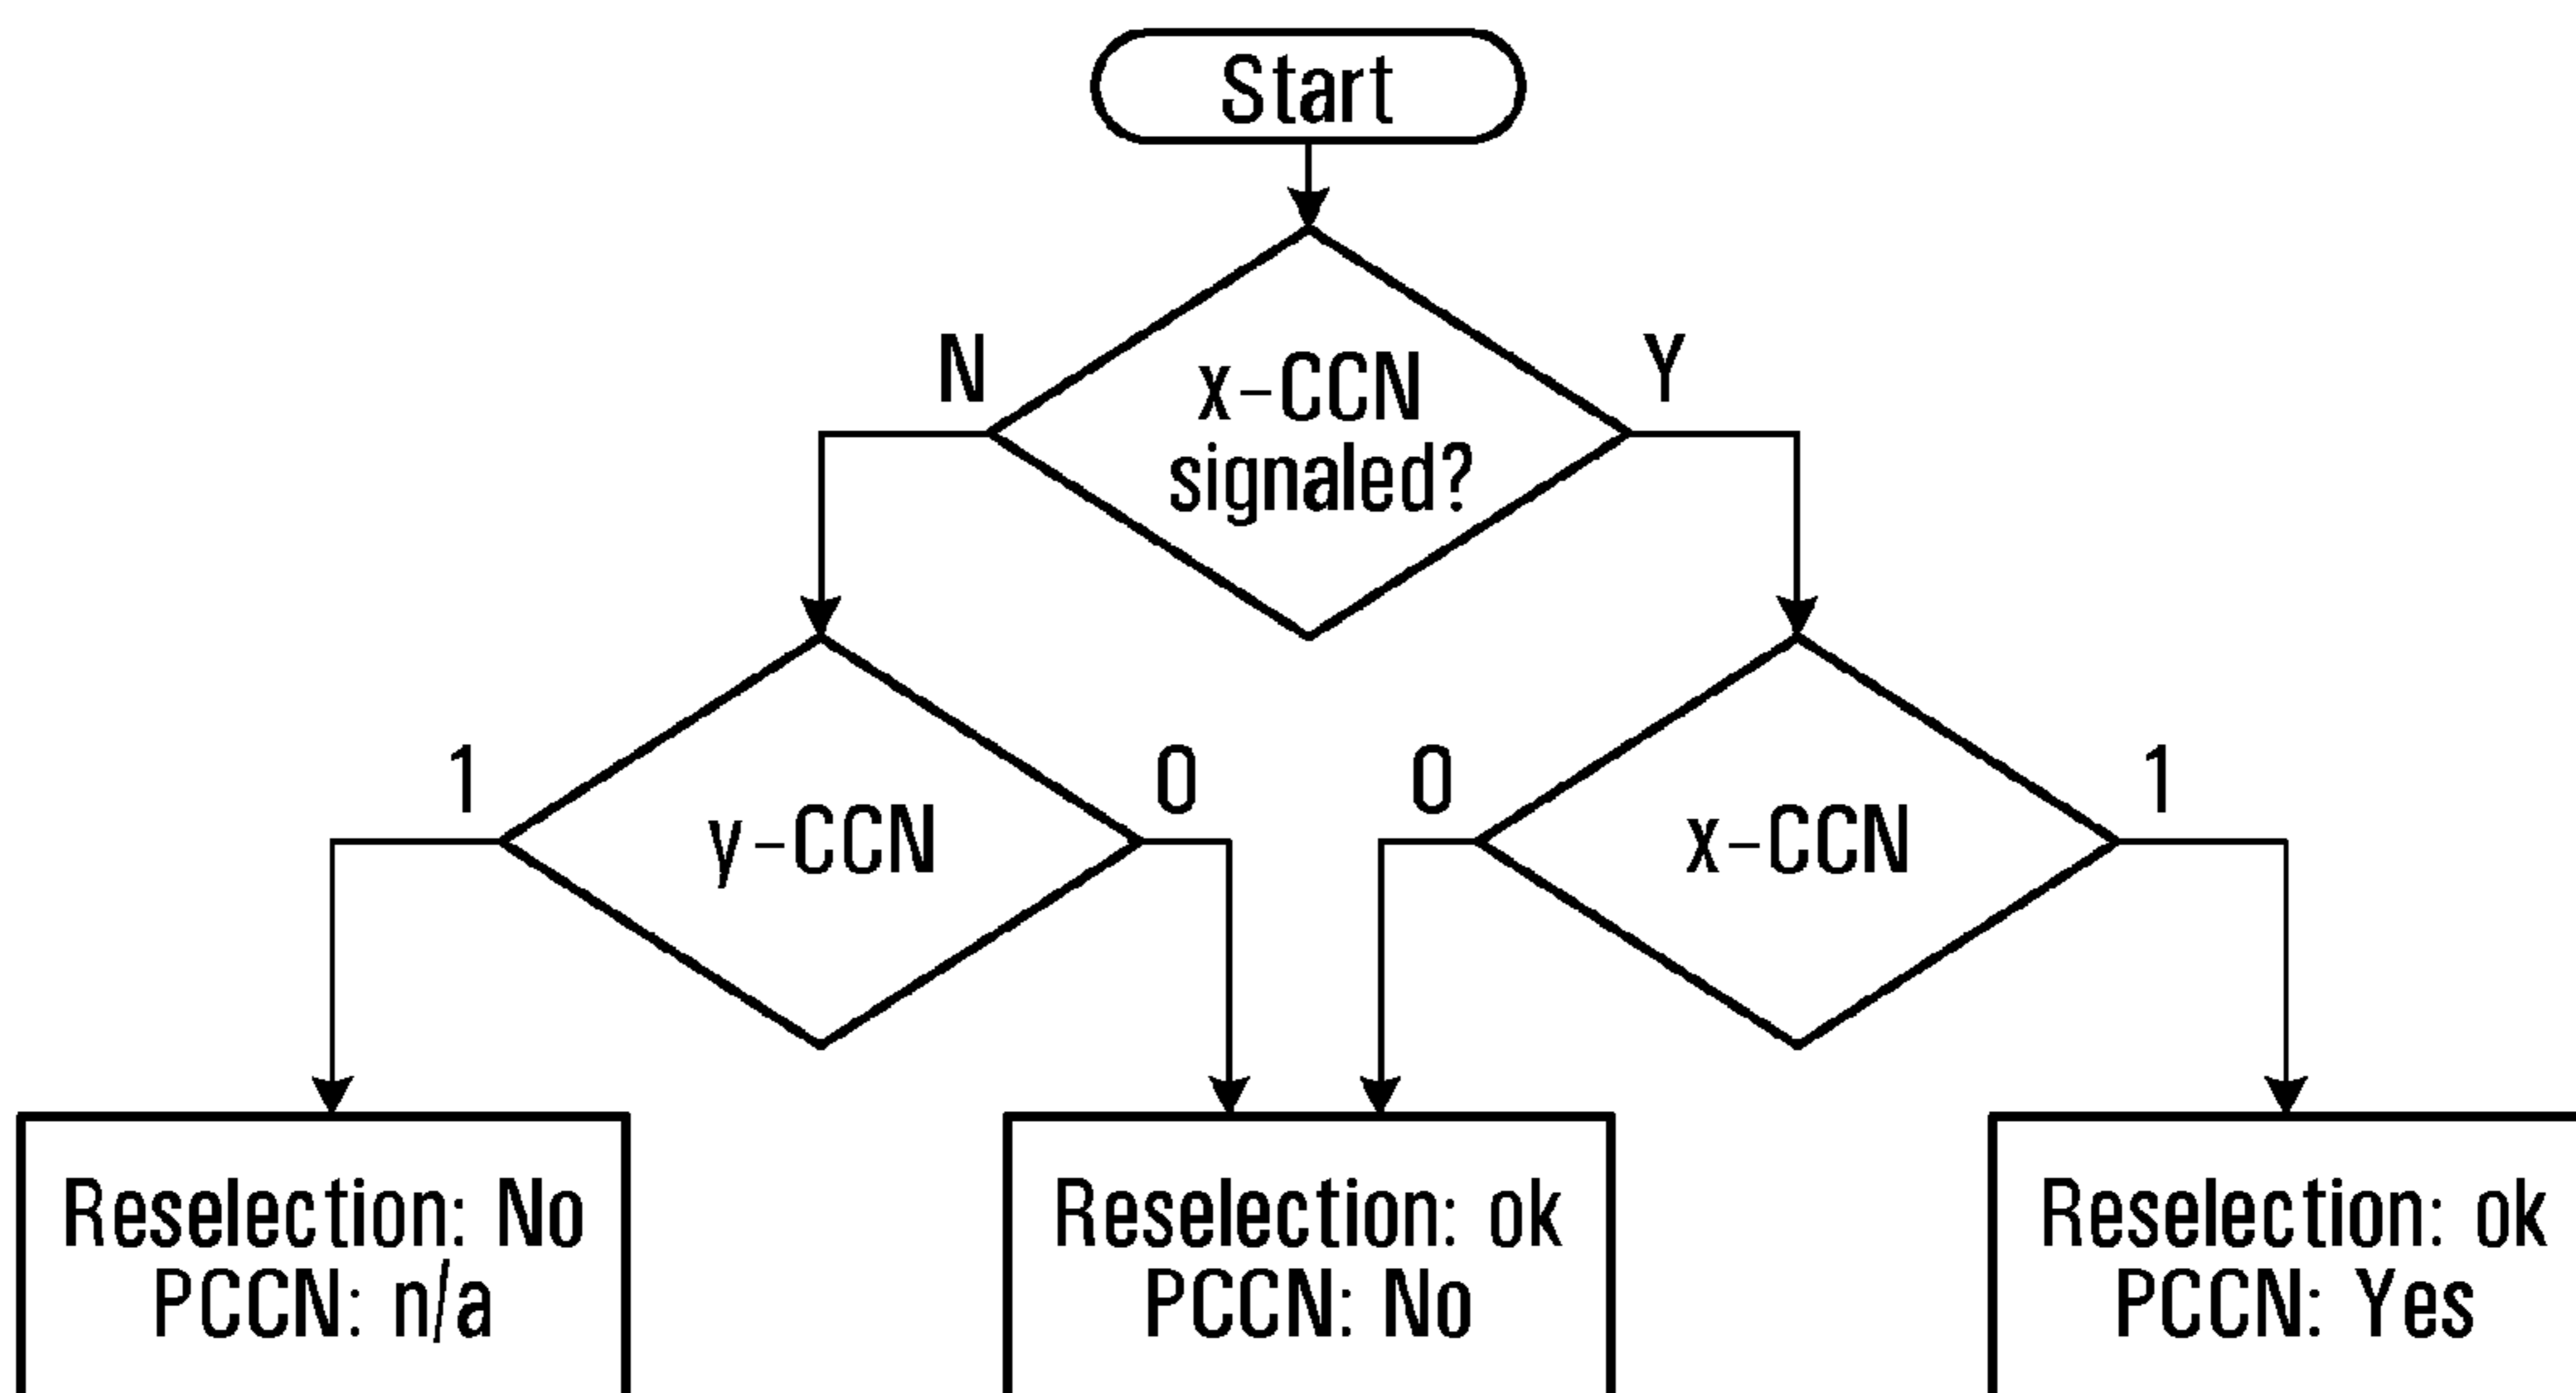 Start
N
Y
x-CCN
signaled?
1
0
0
1
y-CCN
x-CCN
Reselection: No
PCCN: n/a
Reselection: ok
PCCN: No
Reselection: ok
PCCN: Yes